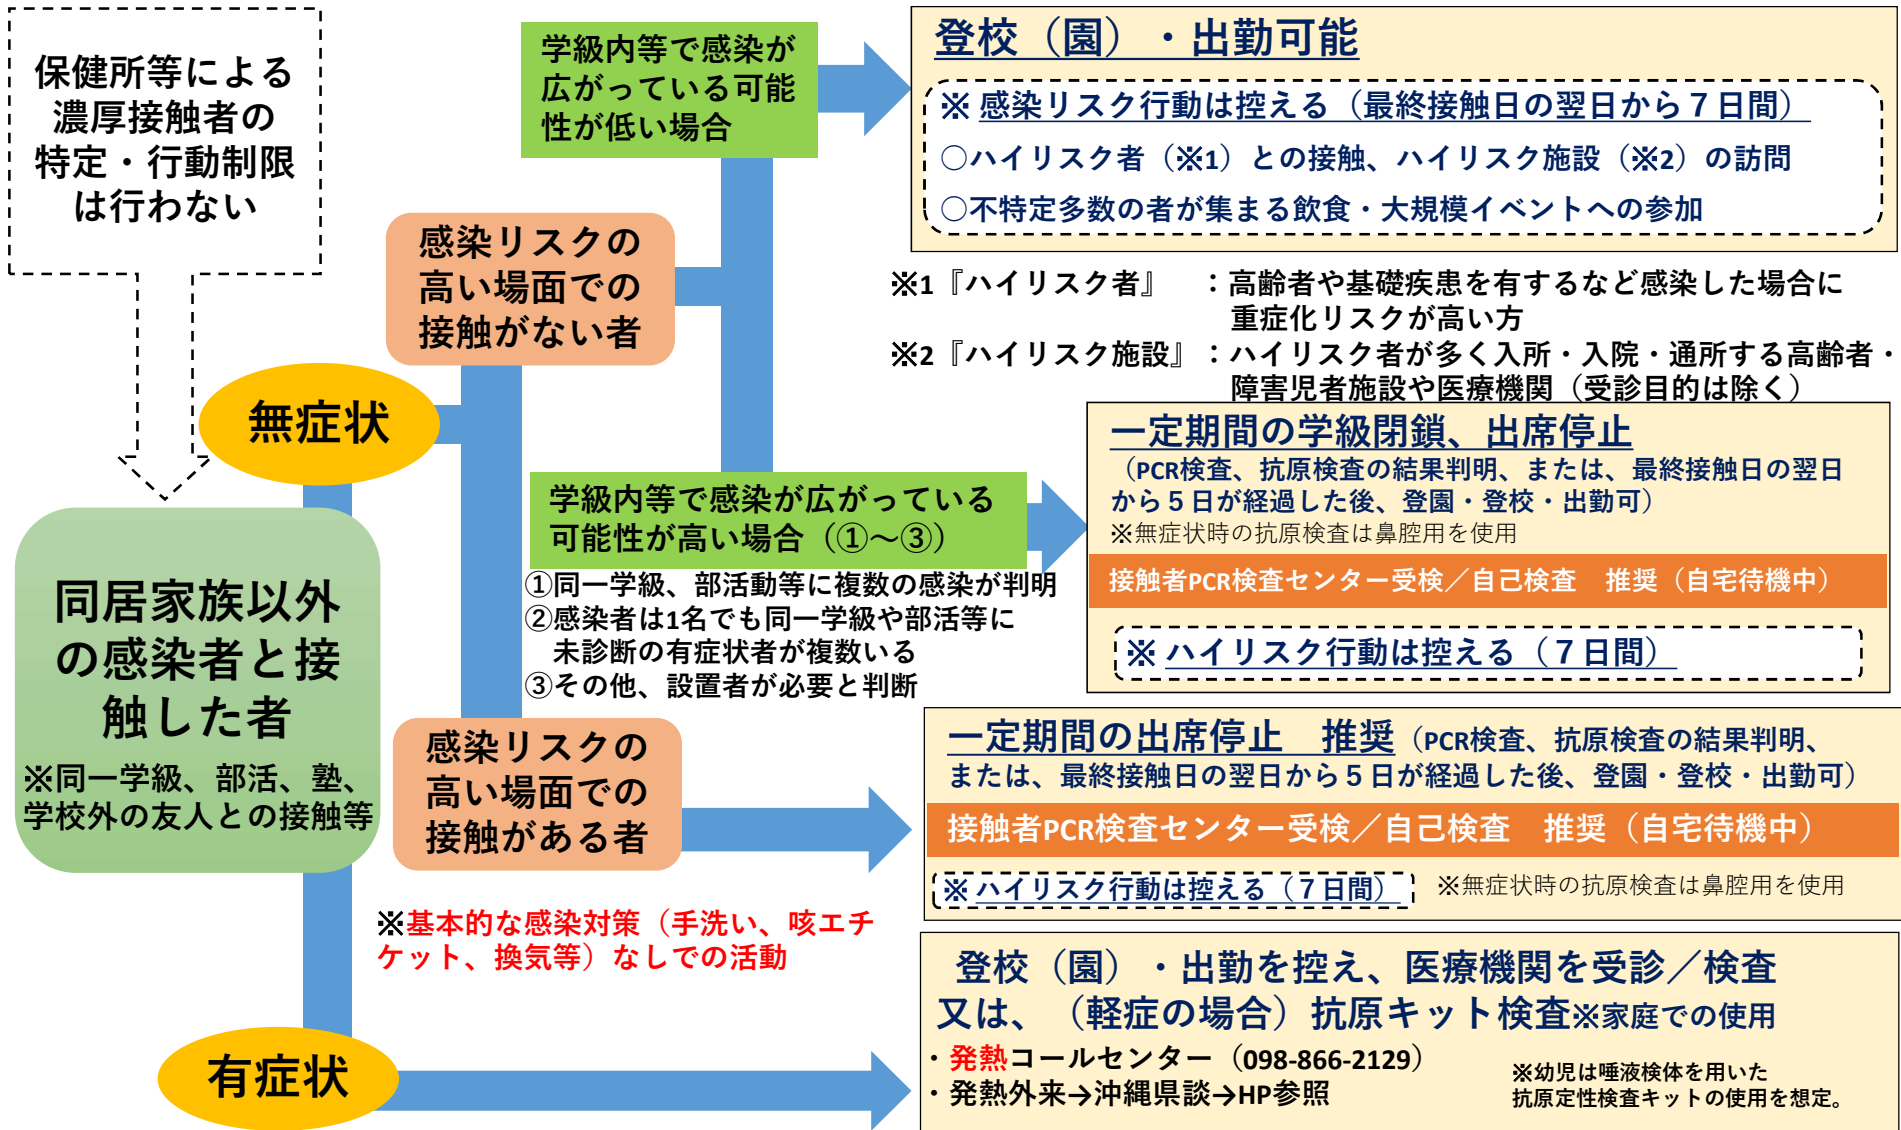 保健所等による
濃厚接触者の
特定・行動制限
は行わない
同居家族以外
の感染者と接
触した者
※同一学級、部活、塾、
学校外の友人との接触等
無症状
有症状
感染リスクの
高い場面での
接触がない者
感染リスクの
高い場面での
接触がある者
※基本的な感染対策（手洗い、咳エチ
ケット、換気等）なしでの活動
学級内等で感染が
広がっている可能
性が低い場合
学級内等で感染が広がっている
可能性が高い場合（①～③）
①同一学級、部活動等に複数の感染が判明
②感染者は1名でも同一学級や部活等に
未診断の有症状者が複数いる
③その他、設置者が必要と判断
登校（園）・出勤可能
※ 感染リスク行動は控える（最終接触日の翌日から７日間）
○ハイリスク者（※1）との接触、ハイリスク施設（※2）の訪問
○不特定多数の者が集まる飲食・大規模イベントへの参加
※1『ハイリスク者』　：高齢者や基礎疾患を有するなど感染した場合に
重症化リスクが高い方
※2『ハイリスク施設』：ハイリスク者が多く入所・入院・通所する高齢者・
障害児者施設や医療機関（受診目的は除く）
一定期間の学級閉鎖、出席停止
（PCR検査、抗原検査の結果判明、または、最終接触日の翌日
から５日が経過した後、登園・登校・出勤可）
※無症状時の抗原検査は鼻腔用を使用
接触者PCR検査センター受検／自己検査　推奨（自宅待機中）
※ ハイリスク行動は控える（７日間）
一定期間の出席停止　推奨（PCR検査、抗原検査の結果判明、
または、最終接触日の翌日から５日が経過した後、登園・登校・出勤可）
接触者PCR検査センター受検／自己検査　推奨（自宅待機中）
※ ハイリスク行動は控える（７日間）　※無症状時の抗原検査は鼻腔用を使用
登校（園）・出勤を控え、医療機関を受診／検査
又は、（軽症の場合）抗原キット検査※家庭での使用
・発熱コールセンター（098-866-2129）
・発熱外来→沖縄県談→HP参照
※幼児は唾液検体を用いた
抗原定性検査キットの使用を想定。